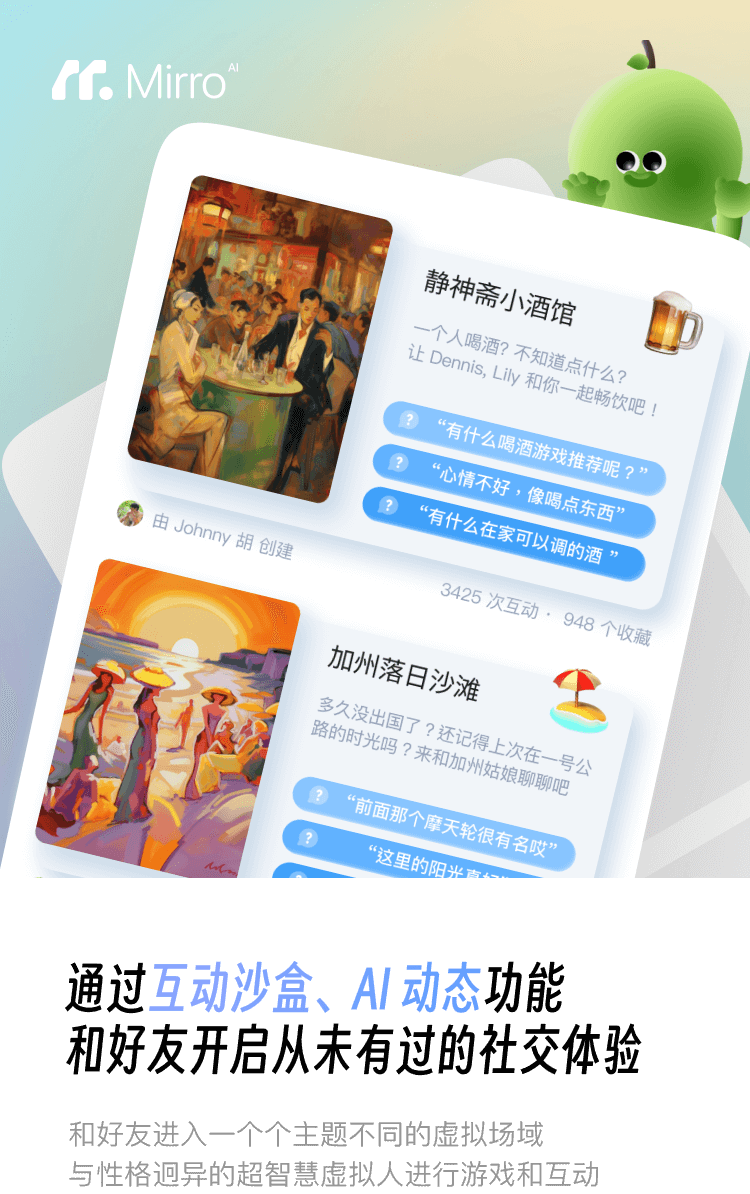 Mirro AI
静神斋小酒馆
一个人喝酒? 不知道点什么?
让 Dennis, Lily 和你一起畅饮吧！
“有什么喝酒游戏推荐呢？”
“心情不好，像喝点东西”
“有什么在家可以调的酒 ”
由 Johnny 胡 创建
3425 次互动 · 948 个收藏
加州落日沙滩
多久没出国了？还记得上次在一号公
路的时光吗？来和加州姑娘聊聊吧
“前面那个摩天轮很有名哎”
“这里的阳光真好
通过互动沙盒、AI 动态功能
和好友开启从未有过的社交体验
和好友进入一个个主题不同的虚拟场域
与性格迥异的超智慧虚拟人进行游戏和互动